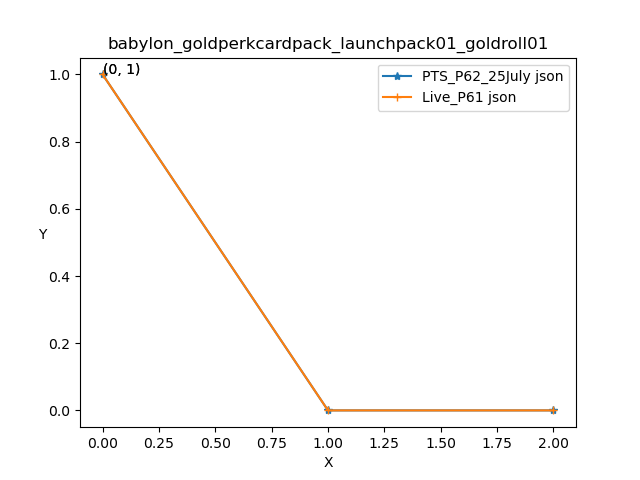 babylon_goldperkcardpack_launchpack01_goldroll01
(0, 1)
PTS_P62_25July json
Live_P61 json
1.0
0.8
0.6
Y
0.4
0.2
0.0
0.00 0.25 0.50 0.75 1.00 1.25 1.50 1.75 2.00
X